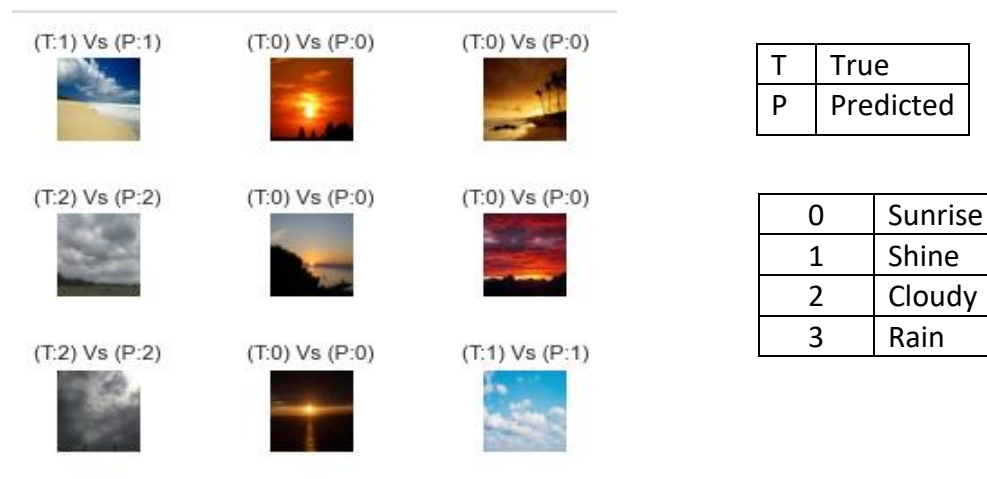 (T:1) Vs (P:1) (T:0) Vs (P:0) (T:0) Vs (P:0)
(T:2) Vs (P:2) (T:0) Vs (P:0) (T:0) Vs (P:0)
(T:2) Vs (P:2) (T:0) Vs (P:0) (T:1) Vs (P:1)
T True
P Predicted
0 Sunrise
1 Shine
2 Cloudy
3 Rain